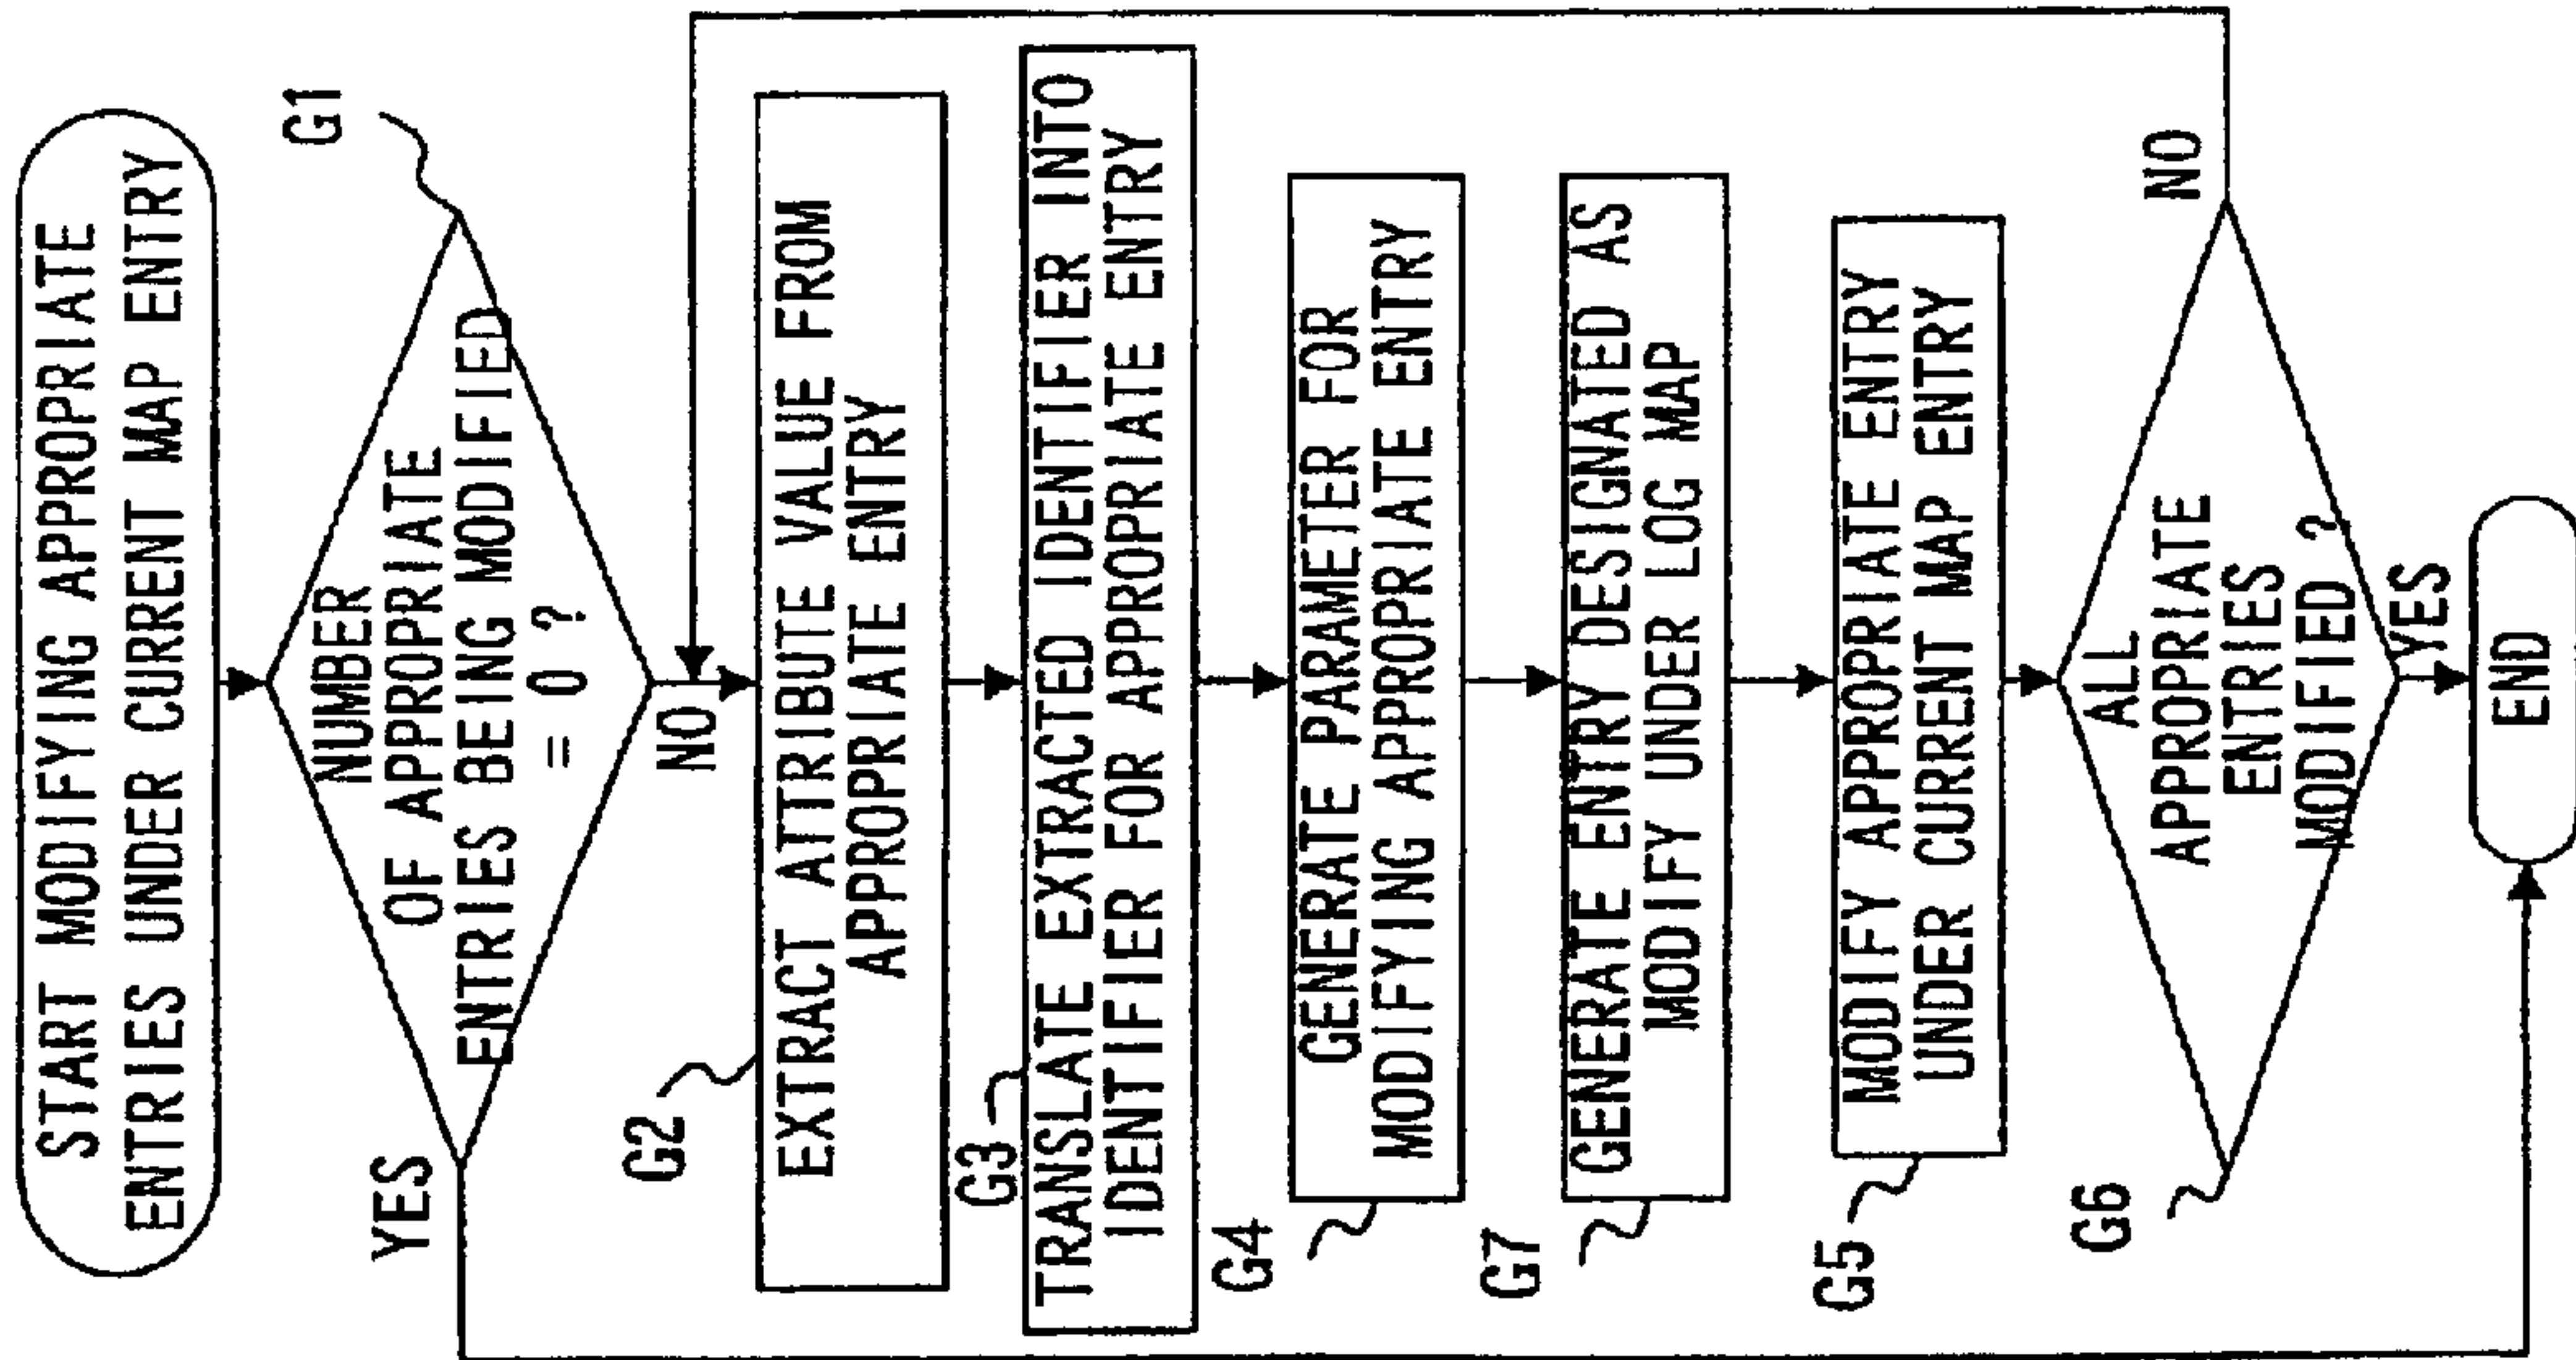 START MODIFYING APPROPRIATE
ENTRIES UNDER CURRENT MAP ENTRY
G1
NUMBER
OF APPROPRIATE
ENTRIES BEING MODIFIED
= 0 ?
YES
NO
G2
EXTRACT ATTRIBUTE VALUE FROM
APPROPRIATE ENTRY
G3
TRANSLATE EXTRACTED IDENTIFIER INTO
IDENTIFIER FOR APPROPRIATE ENTRY
G4
GENERATE PARAMETER FOR
MODIFYING APPROPRIATE ENTRY
G7
GENERATE ENTRY DESIGNATED AS
MODIFY UNDER LOG MAP
G5
MODIFY APPROPRIATE ENTRY
UNDER CURRENT MAP ENTRY
G6
ALL
APPROPRIATE
ENTRIES
MODIFIED ?
NO
YES
END